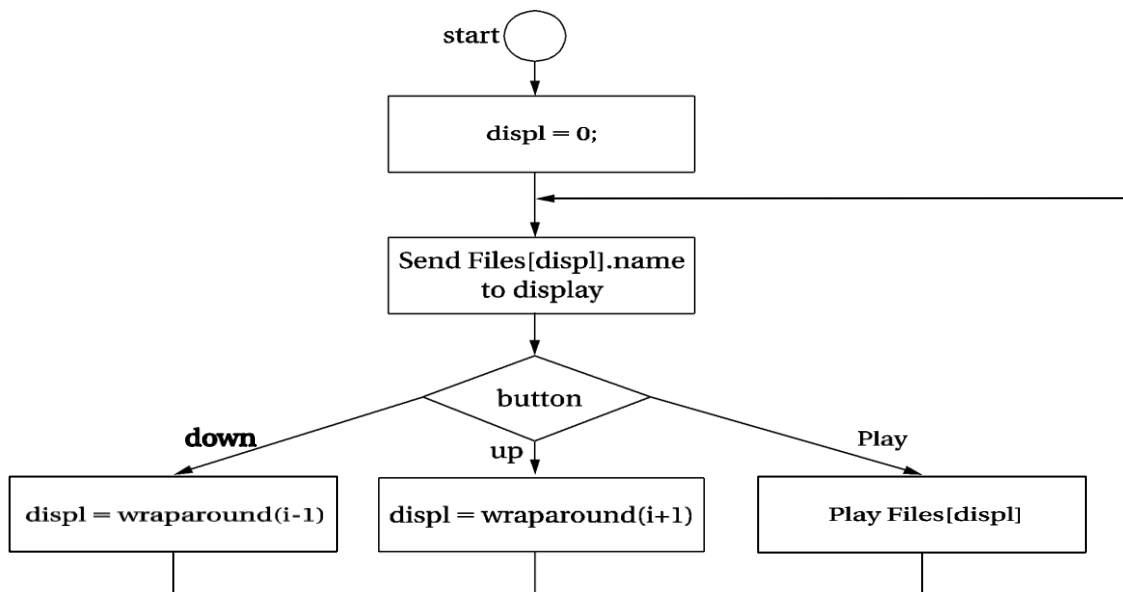 start
displ = 0;
Send Files[displ].name
to display
button
down
up
Play
displ = wraparound(i-1)
displ = wraparound(i+1)
Play Files[displ]